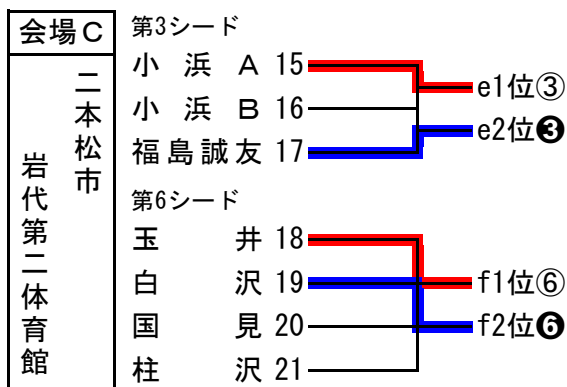 会場C
二本松市
岩代第二体育館
第3シード
小浜A 15
小浜B 16
福島誠友 17
e1位③
e2位❸
第6シード
玉井 18
白沢 19
国見 20
柱沢 21
f1位⑥
f2位❻